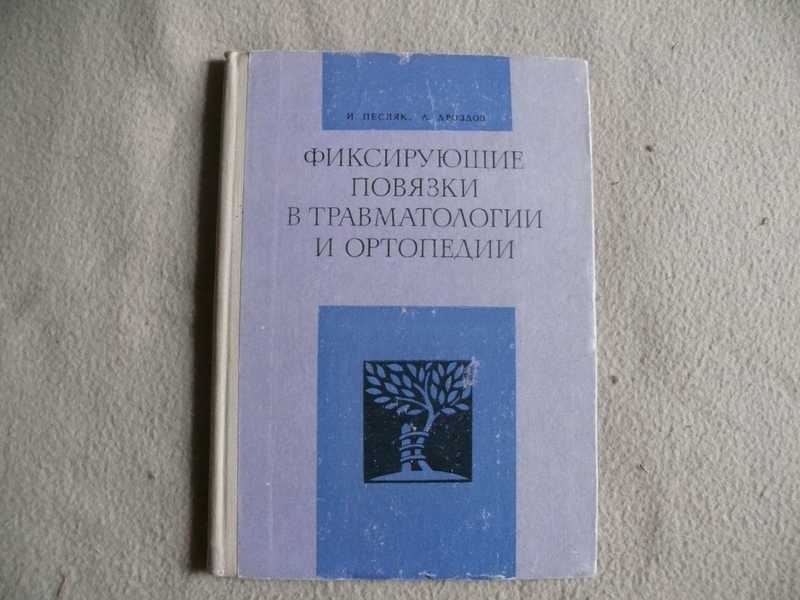 И. ПЕСЛЯК, А. ДРОЗДОВ
ФИКСИРУЮЩИЕ
ПОВЯЗКИ
В ТРАВМАТОЛОГИИ
И ОРТОПЕДИИ